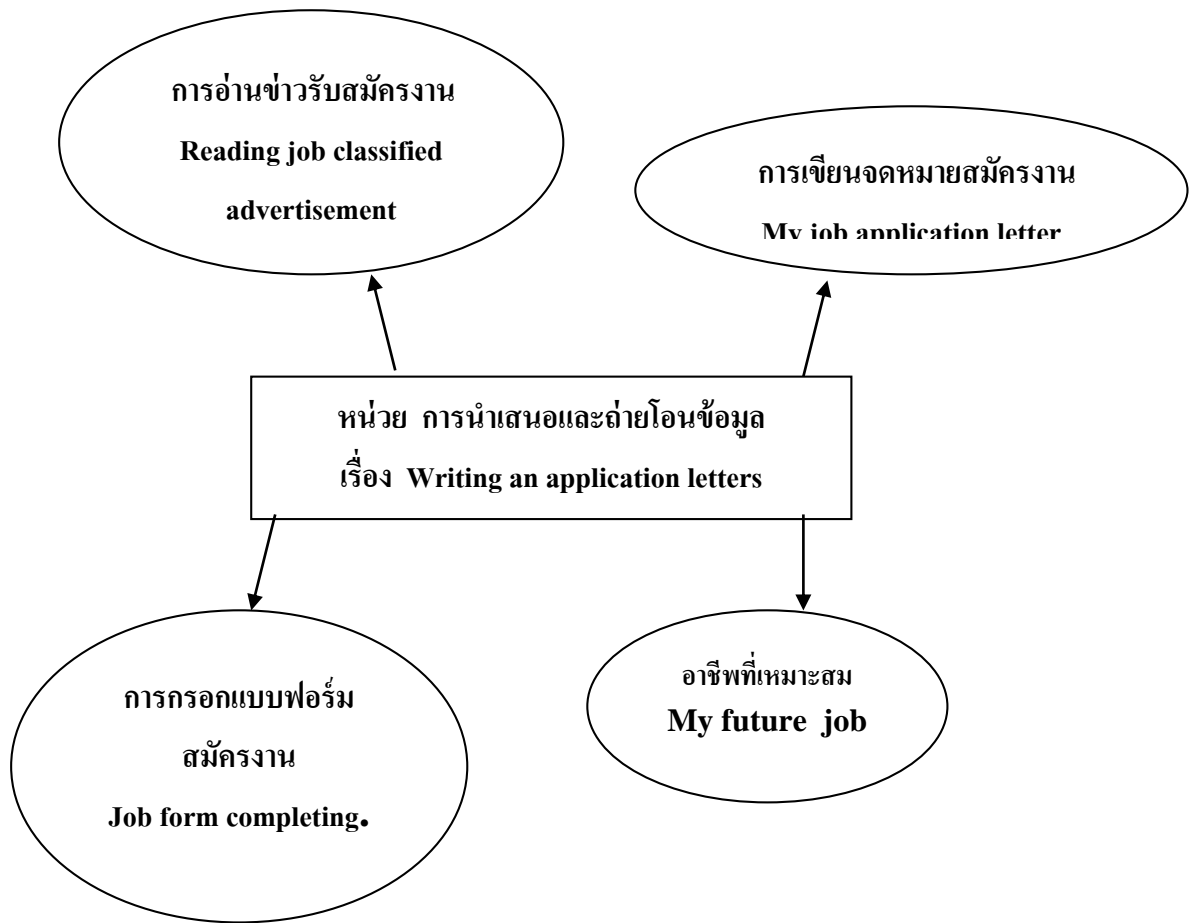 การอ่านข่าวรับสมัครงาน
Reading job classified
advertisement
การเขียนจดหมายสมัครงาน
My job application letter
หน่วย การนำเสนอและถ่ายโอนข้อมูล
เรื่อง Writing an application letters
การกรอกแบบฟอร์ม
สมัครงาน
Job form completing.
อาชีพที่เหมาะสม
My future job